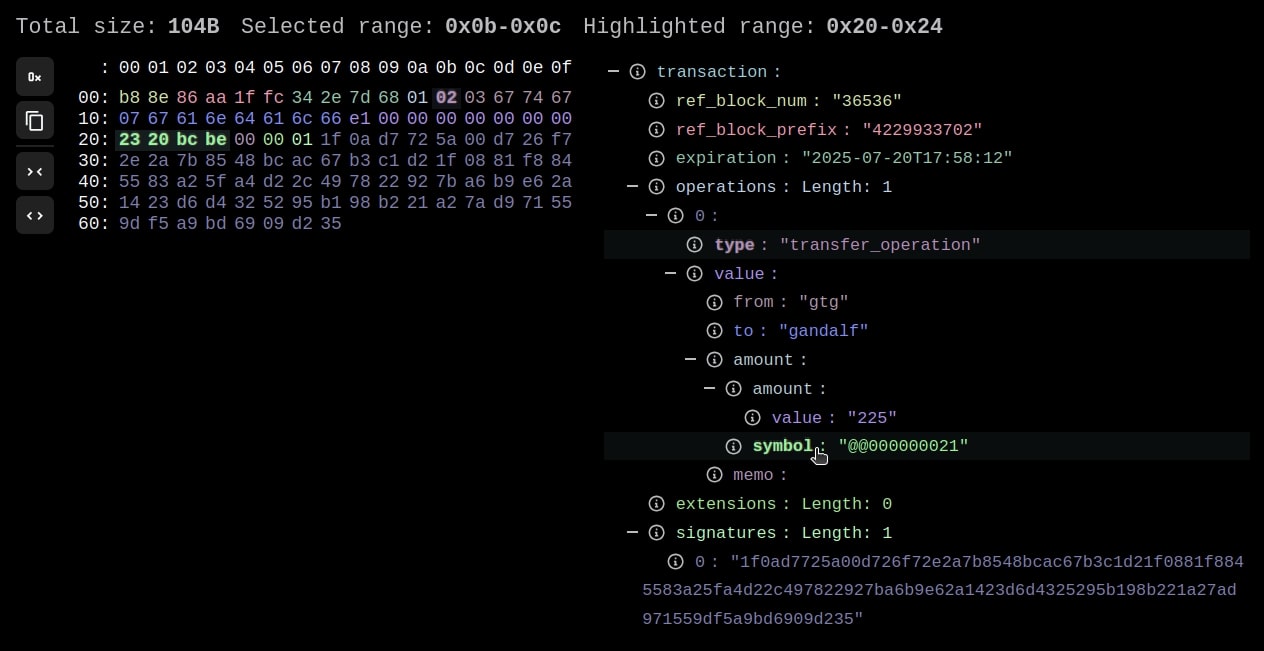 Total size: 104B Selected range: 0x0b-0x0c Highlighted range: 0x20-0x24
0x
: 00 01 02 03 04 05 06 07 08 09 0a 0b 0c 0d 0e 0f
00: b8 8e 86 aa 1f fc 34 2e 7d 68 01 02 03 67 74 67
10: 07 67 61 6e 64 61 6c 66 e1 00 00 00 00 00 00 00
20: 23 20 bc be 00 00 01 1f 0a d7 72 5a 00 d7 26 f7
30: 2e 2a 7b 85 48 bc ac 67 b3 c1 d2 1f 08 81 f8 84
40: 55 83 a2 5f a4 d2 2c 49 78 22 92 7b a6 b9 e6 2a
50: 14 23 d6 d4 32 52 95 b1 98 b2 21 a2 7a d9 71 55
60: 9d f5 a9 bd 69 09 d2 35
transaction :
ref_block_num : "36536"
ref_block_prefix : "4229933702"
expiration : "2025-07-20T17:58:12"
operations : Length: 1
0 :
type : "transfer_operation"
value :
from : "gtg"
to : "gandalf"
amount :
amount :
value : "225"
symbol : "@@000000021"
memo :
extensions : Length: 0
signatures : Length: 1
0 : "1f0ad7725a00d726f72e2a7b8548bcac67b3c1d21f0881f884
5583a25fa4d22c497822927ba6b9e62a1423d6d4325295b198b221a27ad
971559df5a9bd6909d235"